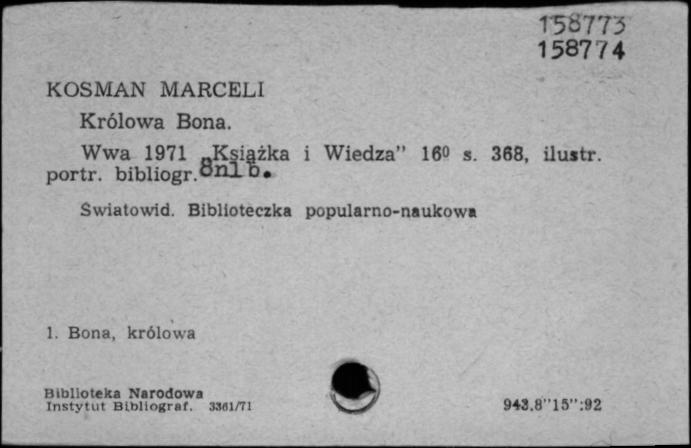 158773
158774
KOSMAN MARCELI
Królowa Bona.
Wwa 1971 „Książka i Wiedza” 16⁰ s. 368, ilustr.
portr. bibliogr. 8nlb.
Światowid. Biblioteczka popularno-naukowa
1. Bona, królowa
Biblioteka Narodowa
Instytut Bibliograf. 3361/71
943.8"15":92